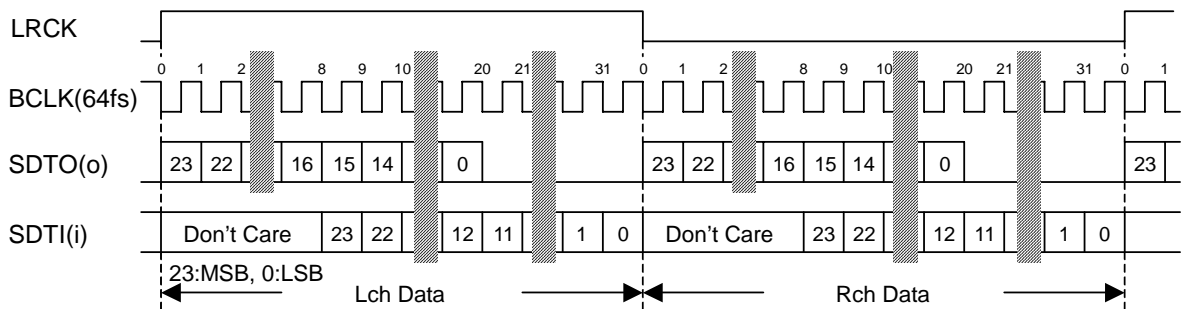 LRCK
0 1 2 8 9 10 20 21 31 0 1 2 8 9 10 20 21 31 0 1
BCLK(64fs)
SDTO(o) 23 22 16 15 14 0 23 22 16 15 14 0 23
SDTI(i) Don't Care 23 22 12 11 1 0 Don't Care 23 22 12 11 1 0
23:MSB, 0:LSB
Lch Data Rch Data